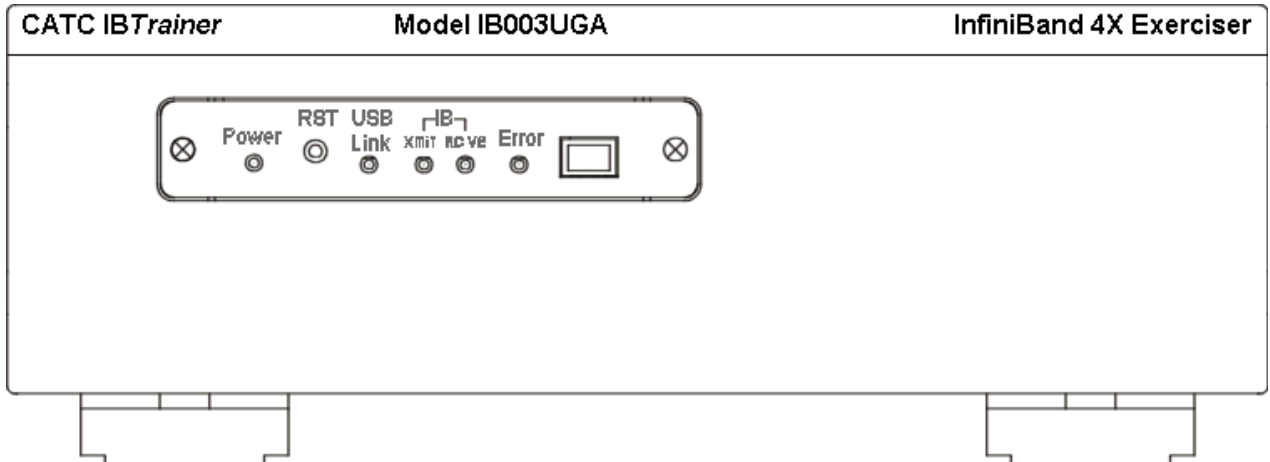 CATC IBTrainer Model IB003UGA InfiniBand 4X Exerciser
RST USB IB
Power Link XMIT RCVE Error